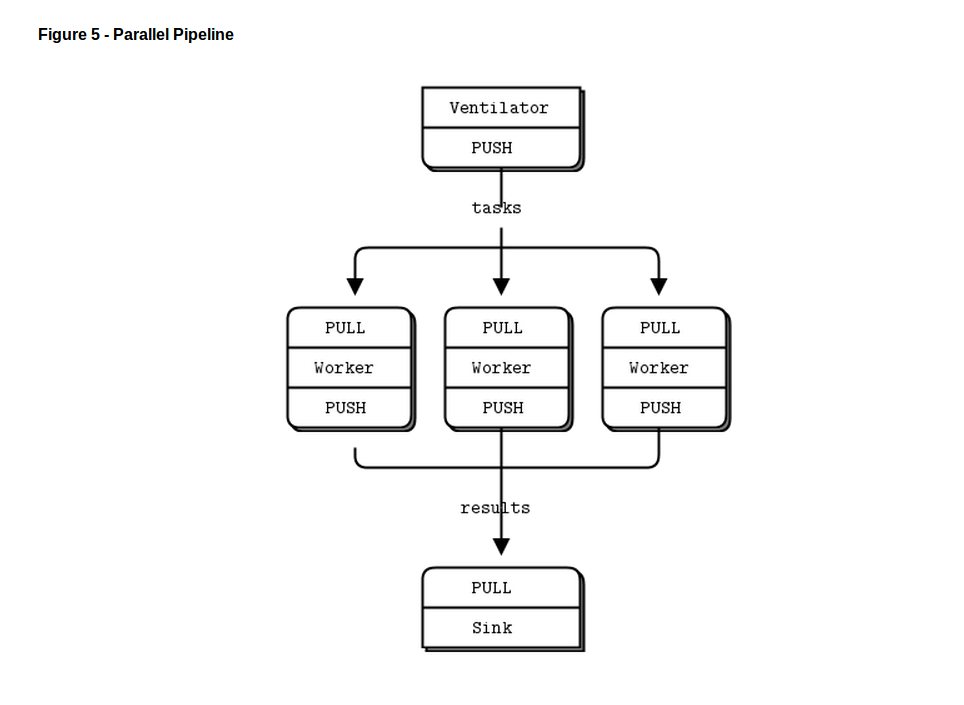 Figure 5 - Parallel Pipeline
Ventilator
PUSH
tasks
PULL PULL PULL
Worker Worker Worker
PUSH PUSH PUSH
results
PULL
Sink